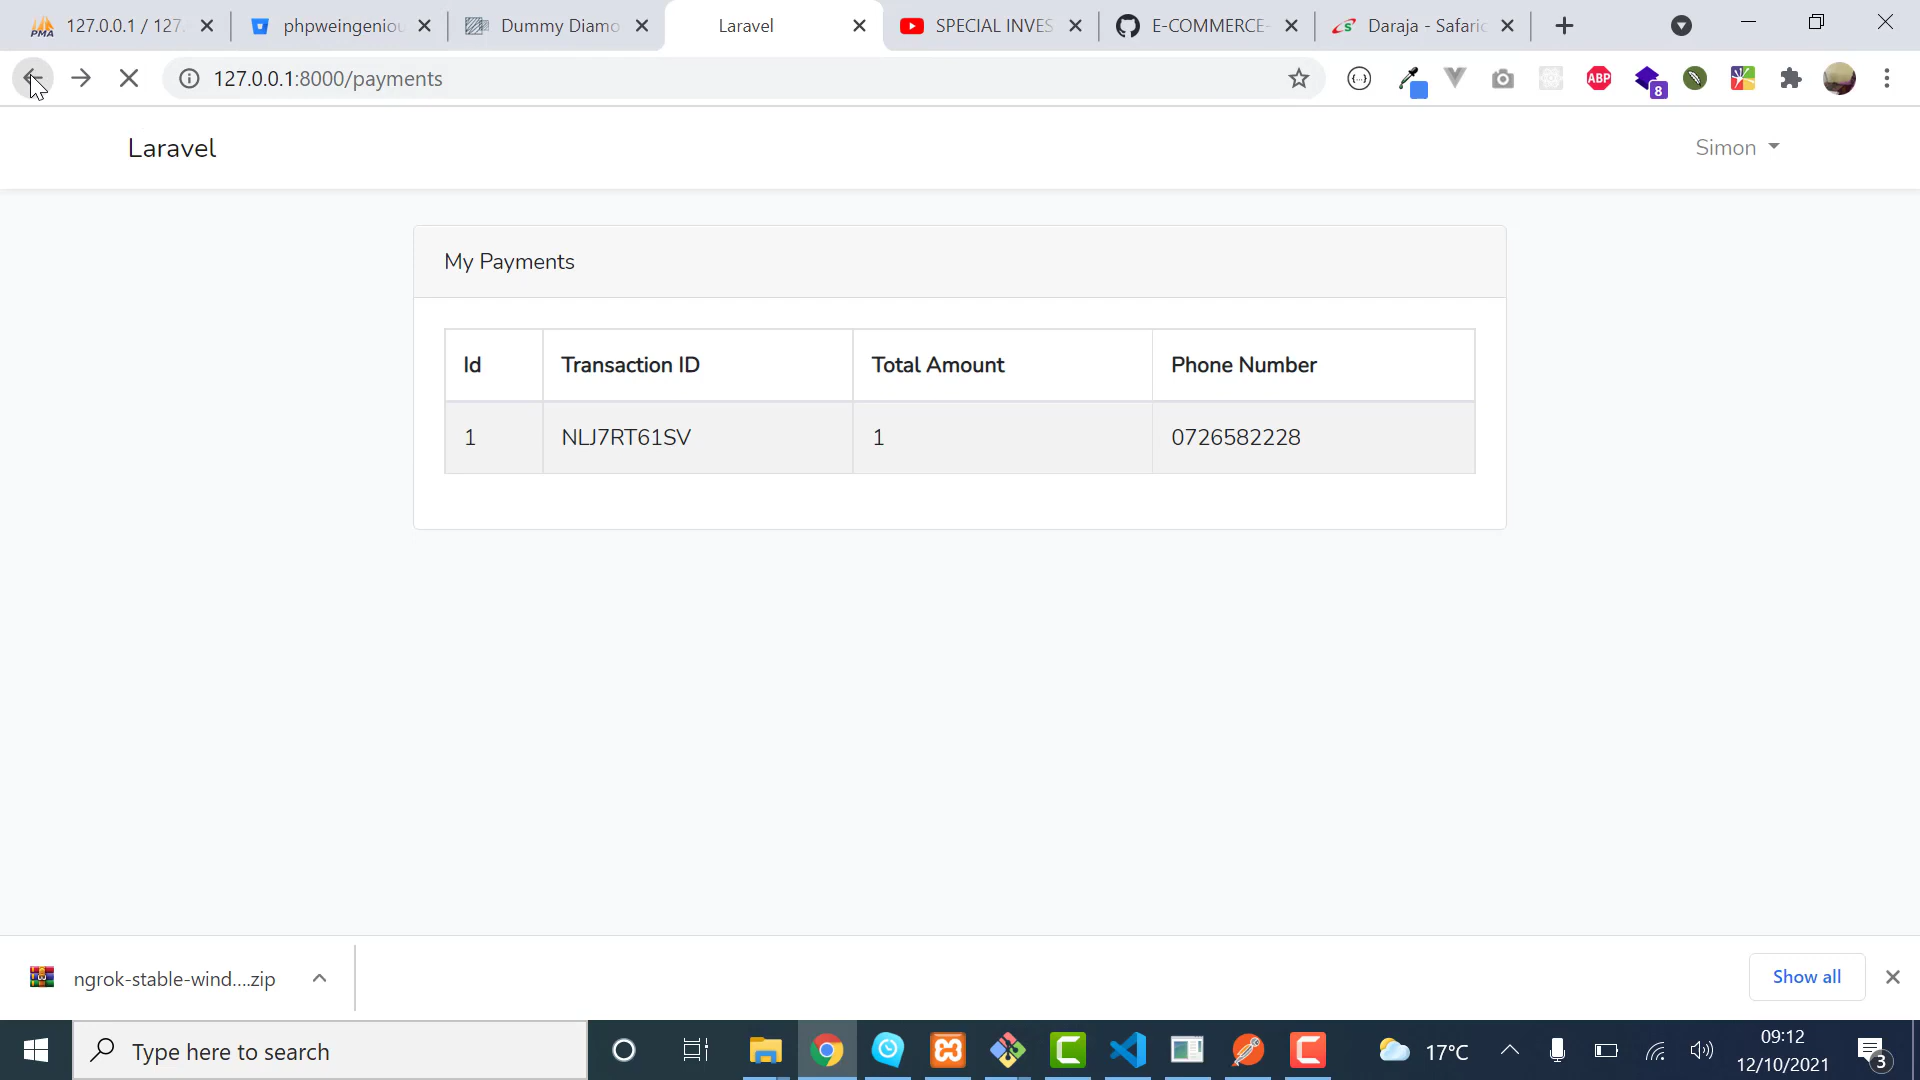 127.0.0.1 / 127.
phpweingeniou
Dummy Diamo
Laravel
SPECIAL INVES
E-COMMERCE-
Daraja - Safaric
127.0.0.1:8000/payments
ABP
8
Laravel
Simon
My Payments
Id
Transaction ID
Total Amount
Phone Number
1
NLJ7RT61SV
1
0726582228
ngrok-stable-wind....zip
Show all
Type here to search
17°C
09:12
12/10/2021
3